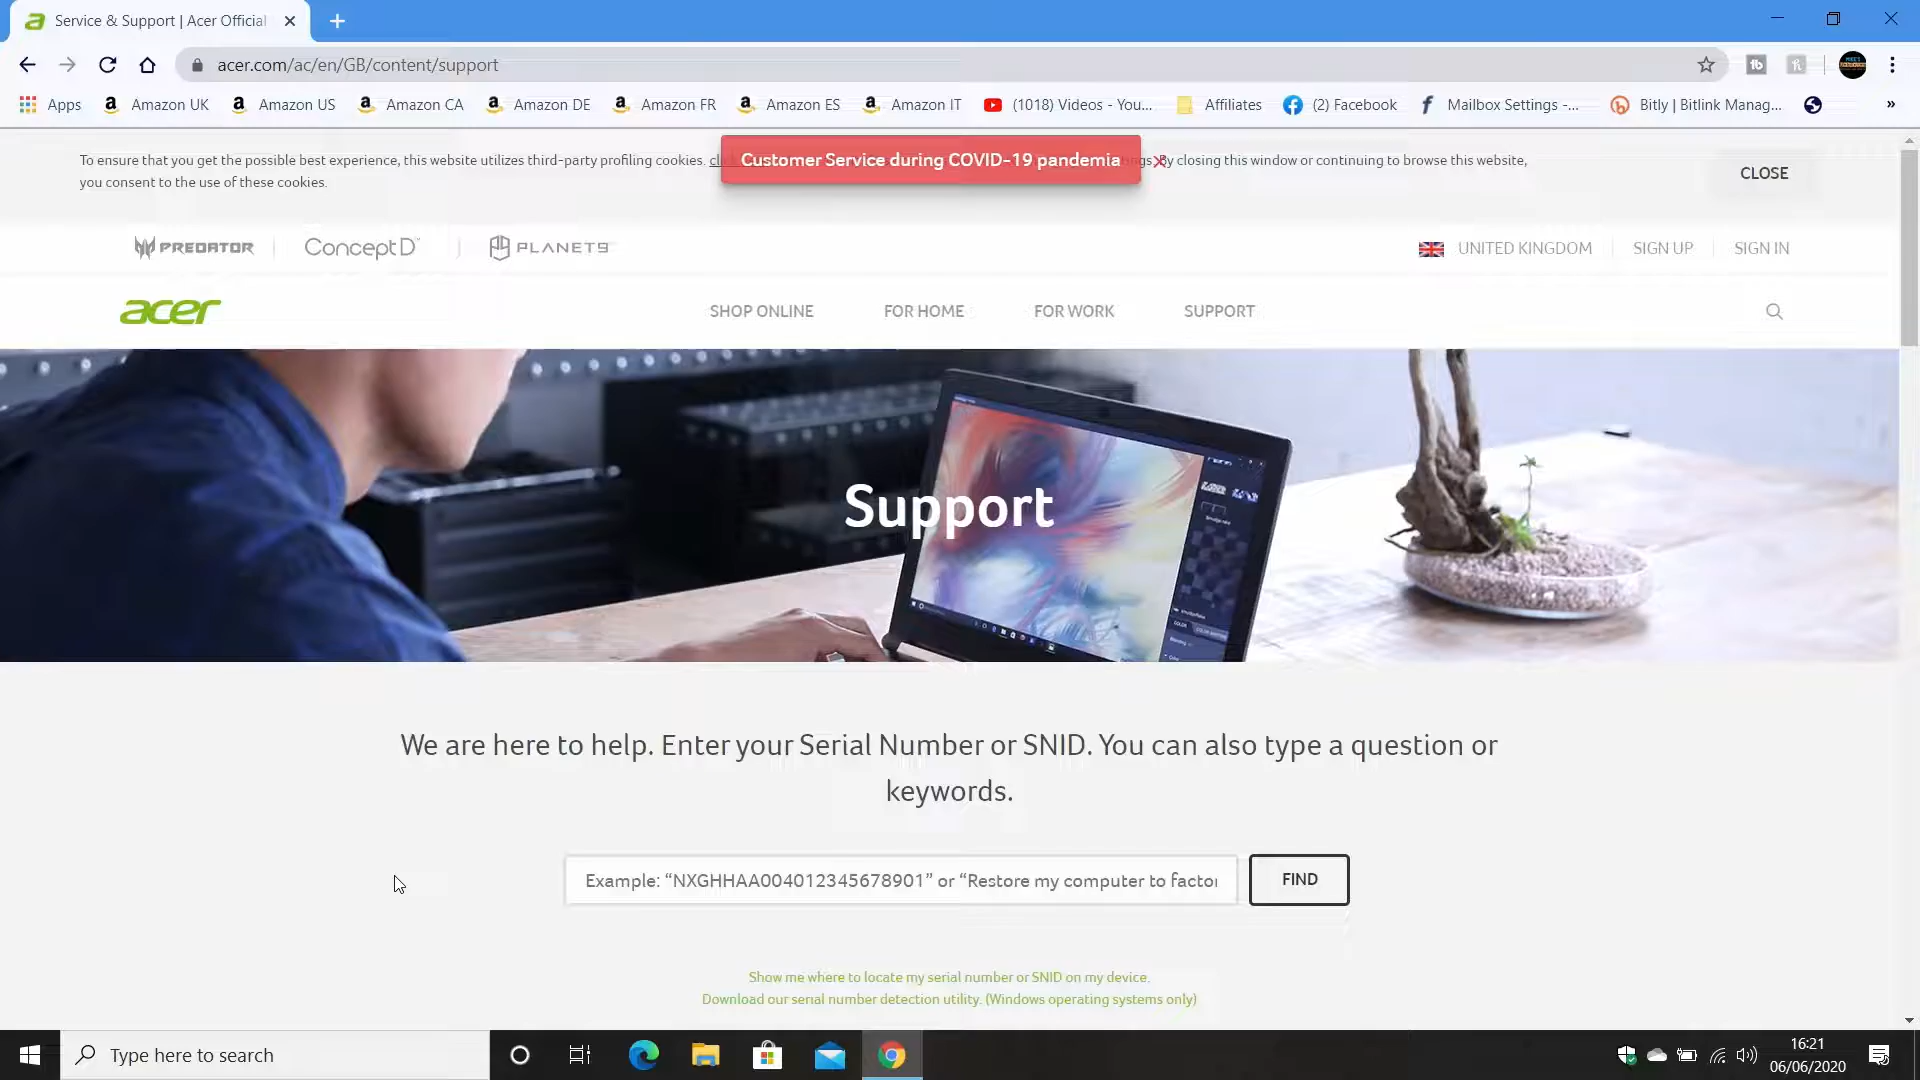 Service & Support | Acer Official
acer.com/ac/en/GB/content/support
Apps
Amazon UK
Amazon US
Amazon CA
Amazon DE
Amazon FR
Amazon ES
Amazon IT
(1018) Videos - You...
Affiliates
(2) Facebook
Mailbox Settings -...
Bitly | Bitlink Manag...
»
Customer Service during COVID-19 pandemia
To ensure that you get the possible best experience, this website utilizes third-party profiling cookies. By closing this window or continuing to browse this website,
you consent to the use of these cookies.
CLOSE
PREDATOR
ConceptD™
PLANET9
UNITED KINGDOM
SIGN UP
SIGN IN
acer
SHOP ONLINE
FOR HOME
FOR WORK
SUPPORT
Support
We are here to help. Enter your Serial Number or SNID. You can also type a question or
keywords.
Example: “NXGHHAA004012345678901” or “Restore my computer to factor
FIND
Show me where to locate my serial number or SNID on my device.
Download our serial number detection utility. (Windows operating systems only)
Type here to search
16:21
06/06/2020